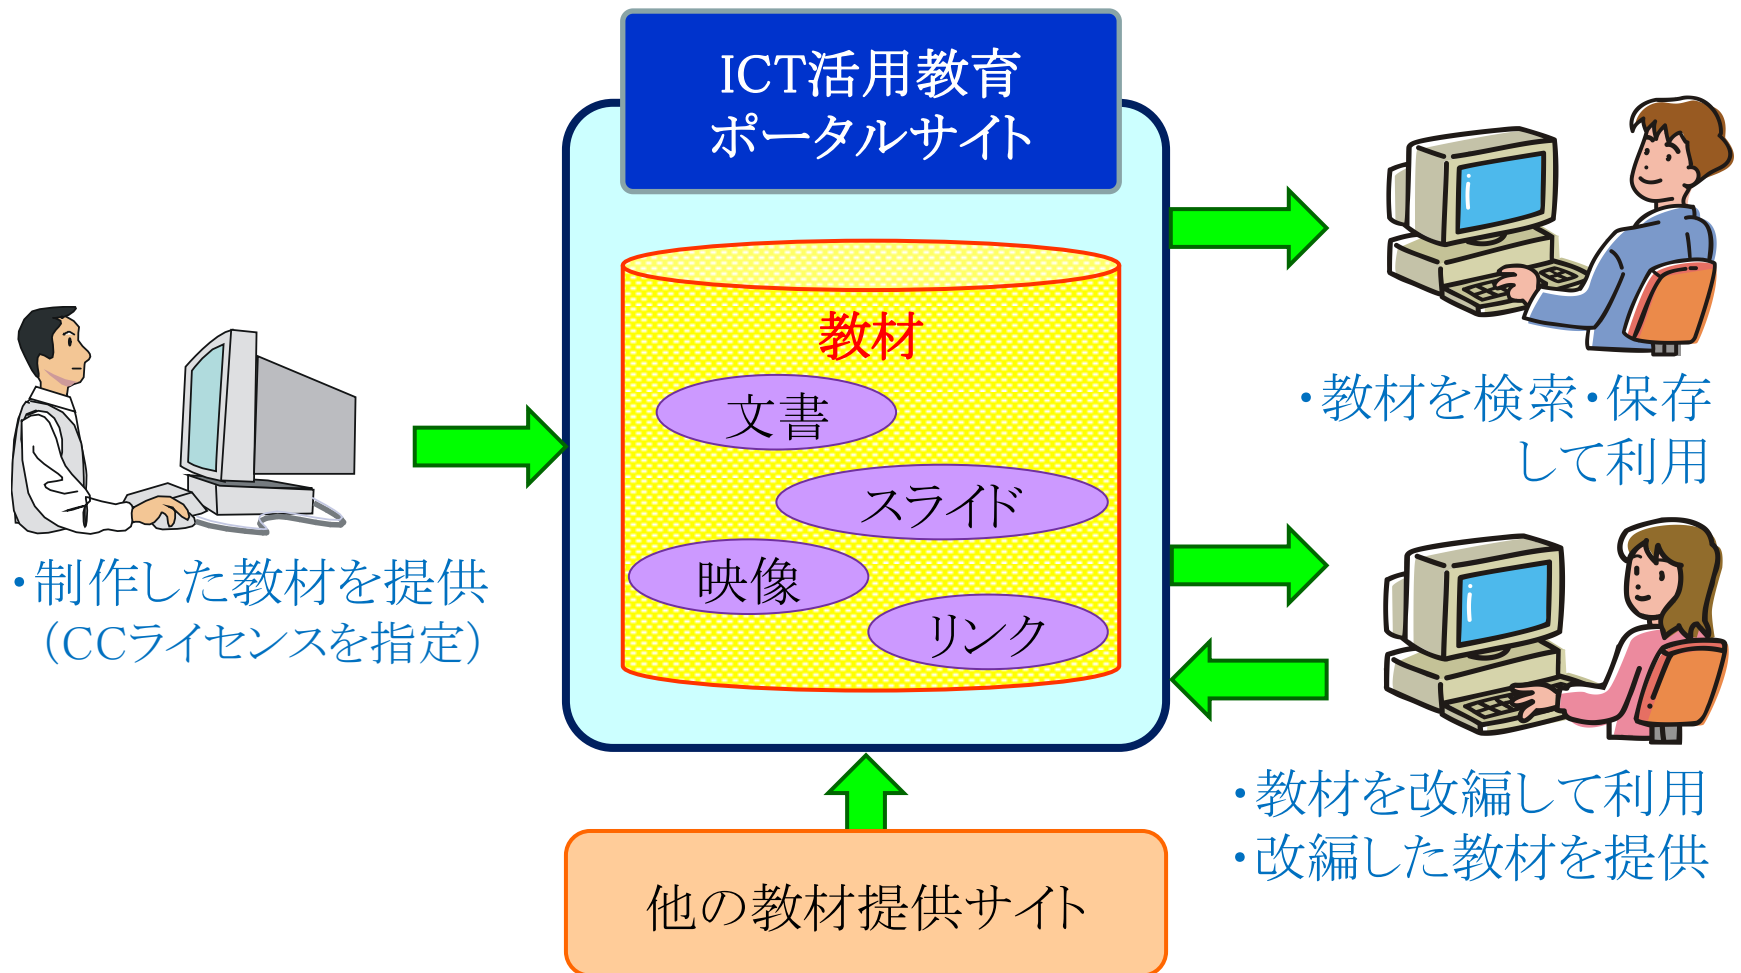 ICT活用教育
ポータルサイト
教材
文書
スライド
映像
リンク
・制作した教材を提供
（CCライセンスを指定）
・教材を検索・保存
して利用
・教材を改編して利用
・改編した教材を提供
他の教材提供サイト